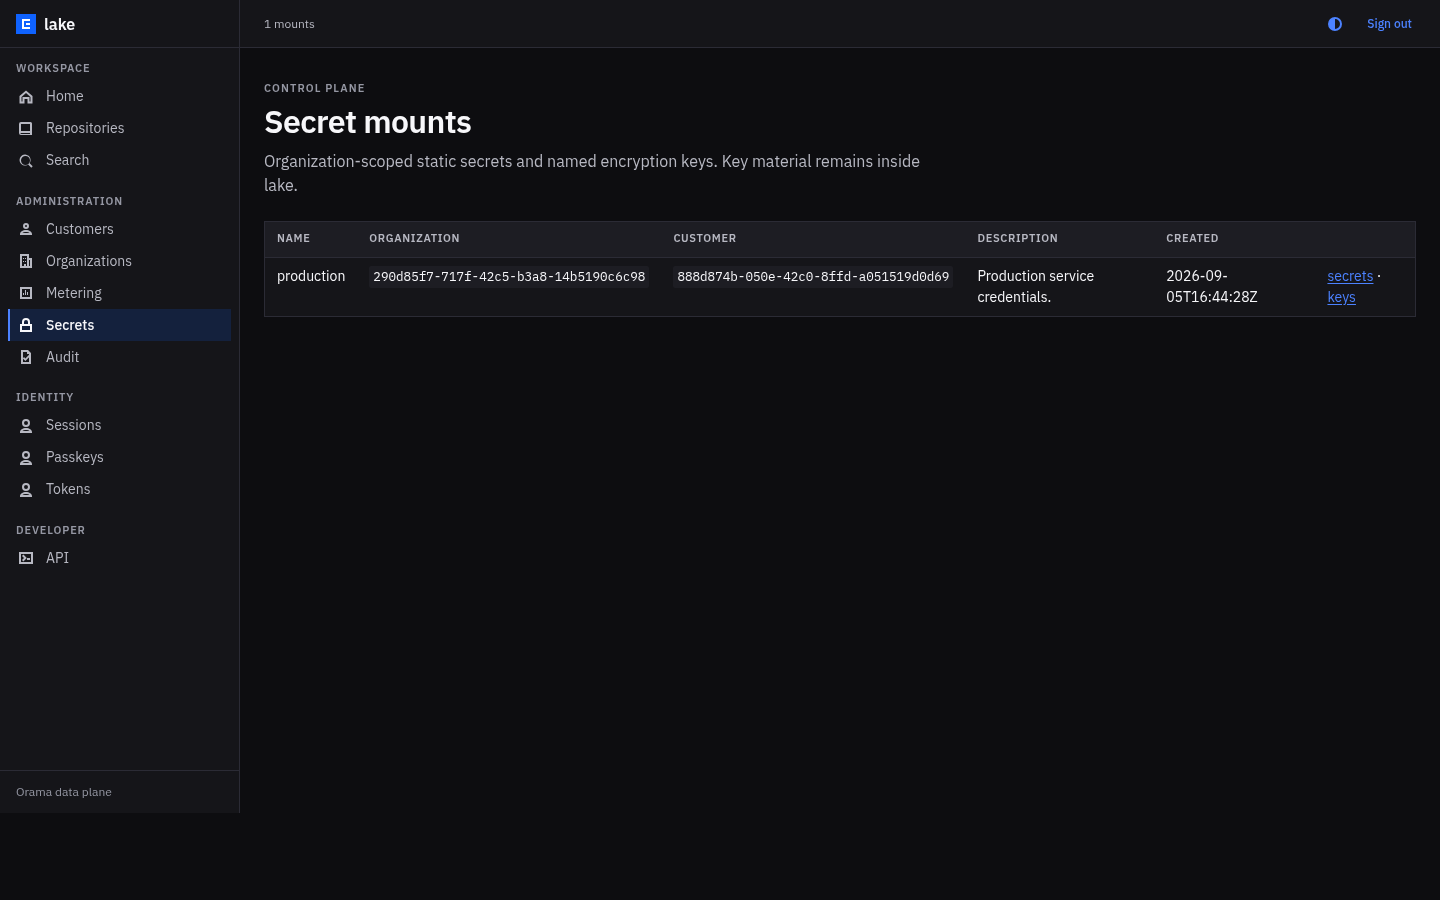 lake
1 mounts
Sign out
WORKSPACE
Home
Repositories
Search
ADMINISTRATION
Customers
Organizations
Metering
Secrets
Audit
IDENTITY
Sessions
Passkeys
Tokens
DEVELOPER
API
Orama data plane
CONTROL PLANE
Secret mounts
Organization-scoped static secrets and named encryption keys. Key material remains inside
lake.
NAME ORGANIZATION CUSTOMER DESCRIPTION CREATED
production 290d85f7-717f-42c5-b3a8-14b5190c6c98 888d874b-050e-42c0-8ffd-a051519d0d69 Production service 2026-09- secrets ·
credentials. 05T16:44:28Z keys